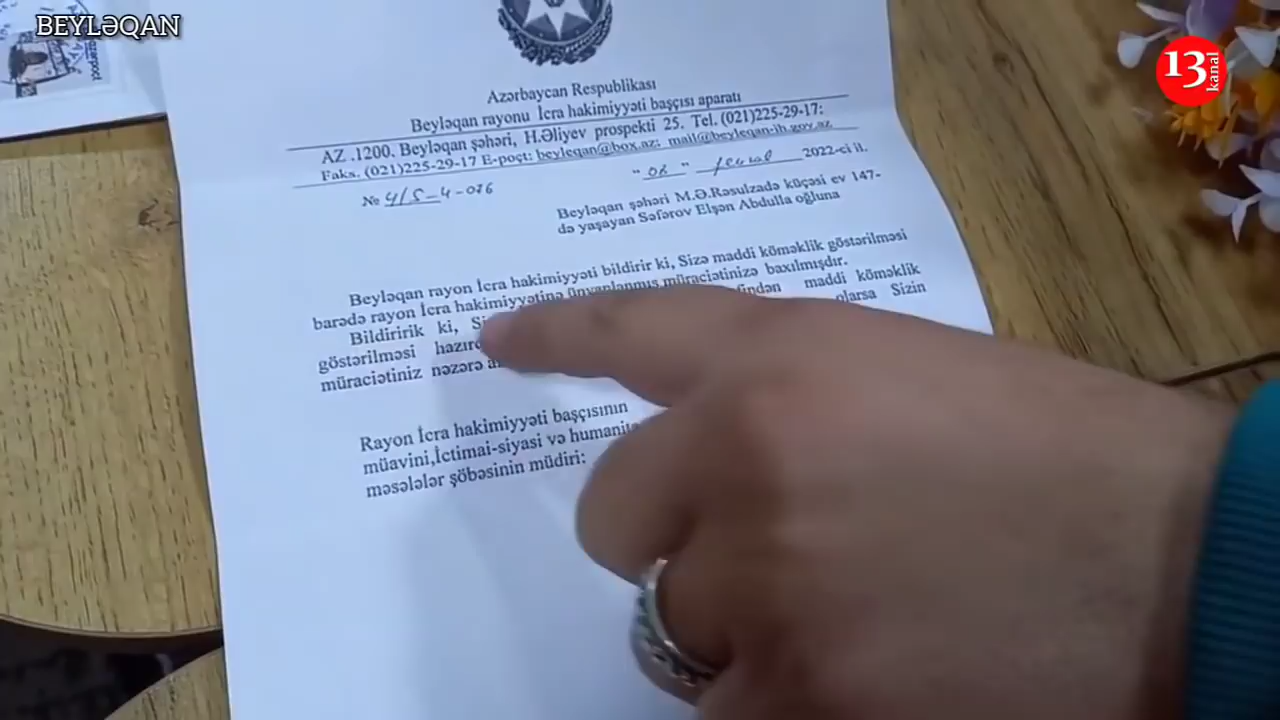 BEYLƏQAN
13
kanal
Azərpoct
Azərbaycan Respublikası
Beyləqan rayonu İcra hakimiyyəti başçısı aparatı
AZ .1200. Beyləqan şəhəri, H.Əliyev prospekti 25. Tel. (021)225-29-17:
Faks. (021)225-29-17 E-poçt: beyleqan@box.az; mail@beyleqan-ih.gov.az
№ 4/5-4-076
2022-ci il.
Beyləqan şəhəri M.Ə.Rəsulzadə küçəsi ev 147-
də yaşayan Səfərov Elşən Abdulla oğluna
Beyləqan rayon İcra hakimiyyəti bildirir ki, Sizə maddi köməklik göstərilməsi
barədə rayon İcra hakimiyyətinə ünvanlanmış müraciətinizə baxılmışdır.
Bildiririk ki, maddi köməklik
göstərilməsi olarsa Sizin
müraciətiniz nəzərə
Rayon İcra hakimiyyəti başçısının
müavini,İctimai-siyasi və
məsələlər şöbəsinin müdiri: